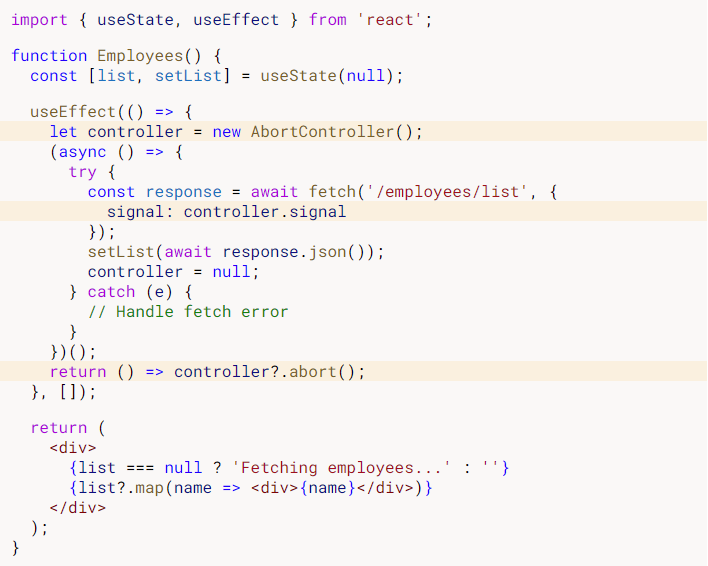 import { useState, useEffect } from 'react';
function Employees() {
  const [list, setList] = useState(null);
  useEffect(() => {
    let controller = new AbortController();
    (async () => {
      try {
        const response = await fetch('/employees/list', {
          signal: controller.signal
        });
        setList(await response.json());
        controller = null;
      } catch (e) {
        // Handle fetch error
      }
    })();
    return () => controller?.abort();
  }, []);
  return (
    <div>
      {list === null ? 'Fetching employees...' : ''}
      {list?.map(name => <div>{name}</div>)}
    </div>
  );
}